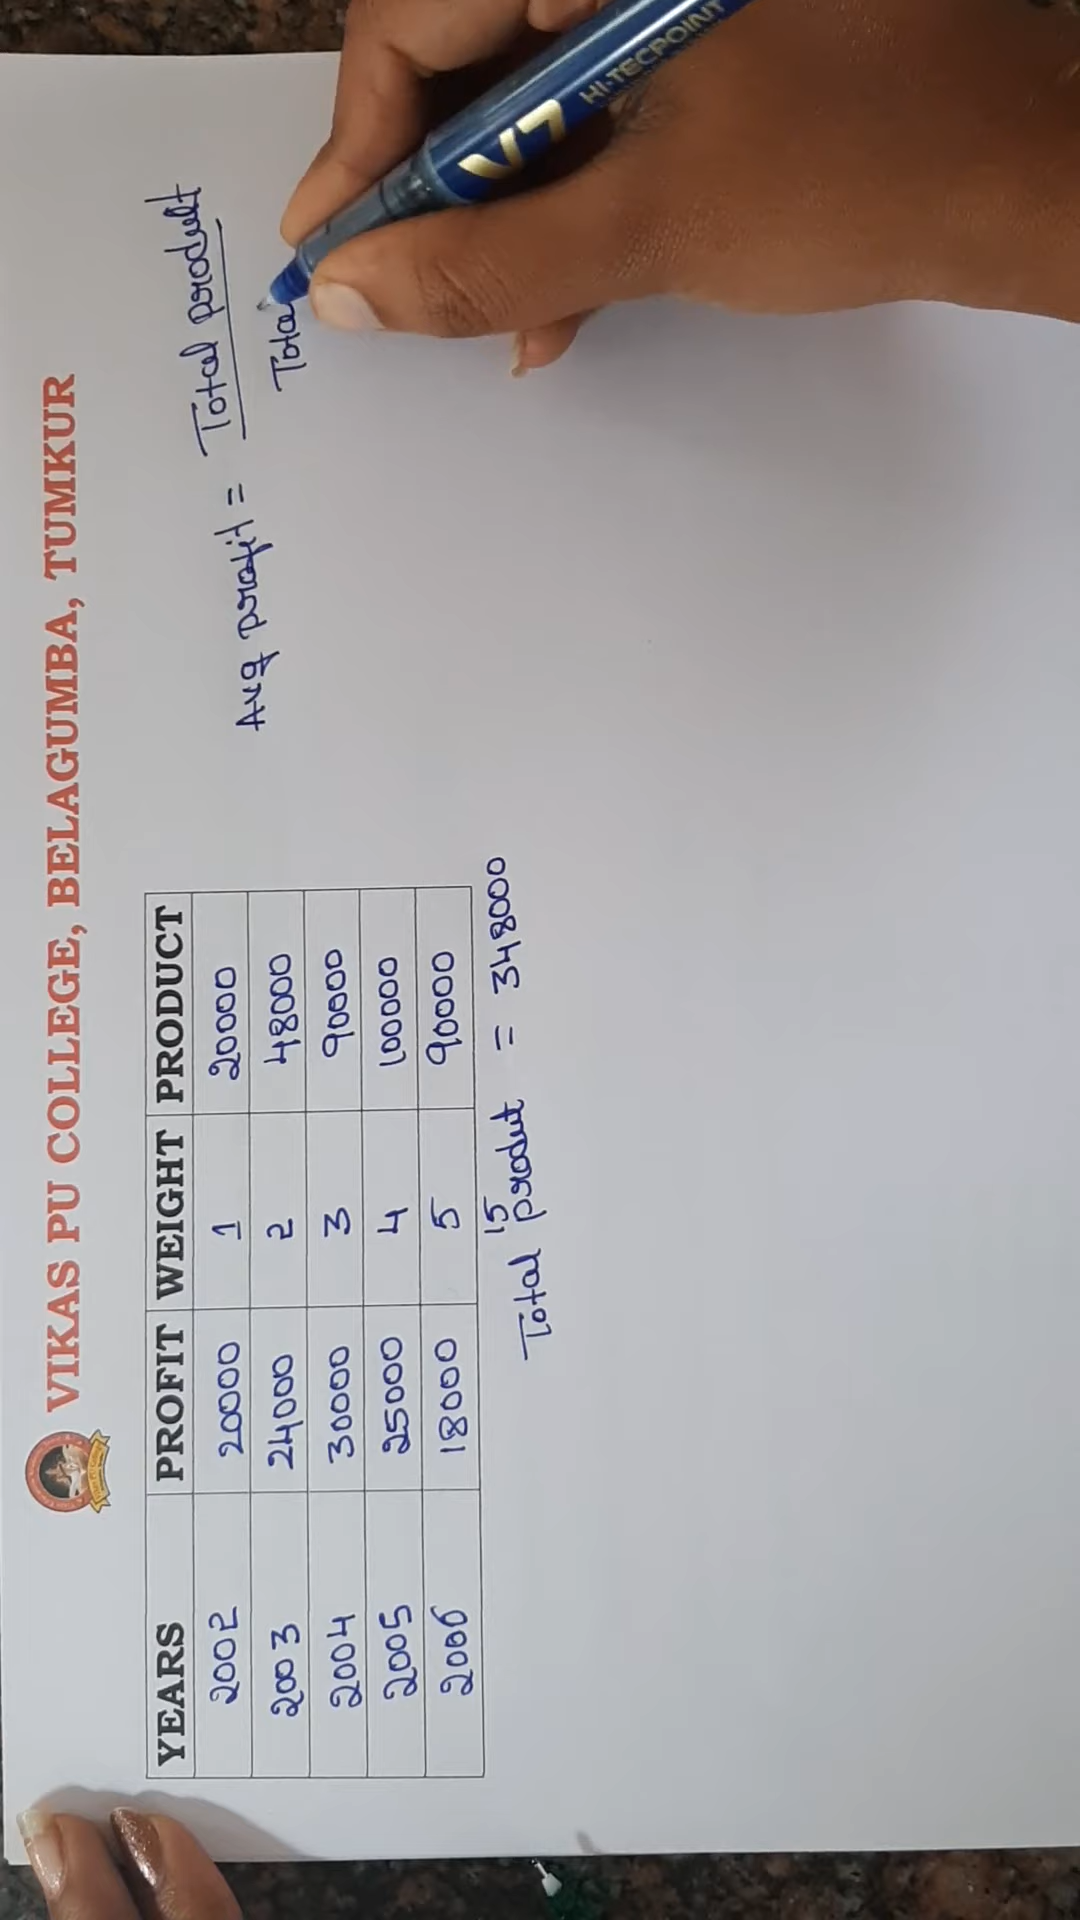 VIKAS PU COLLEGE, BELAGUMBA, TUMKUR
YEARS PROFIT WEIGHT PRODUCT
2002 20000 1 20000
2003 24000 2 48000
2004 30000 3 90000
2005 25000 4 100000
2006 18000 5 90000
15
Total product = 348000
Avg profit = Total product
Tota
V7 HI-TECPOINT